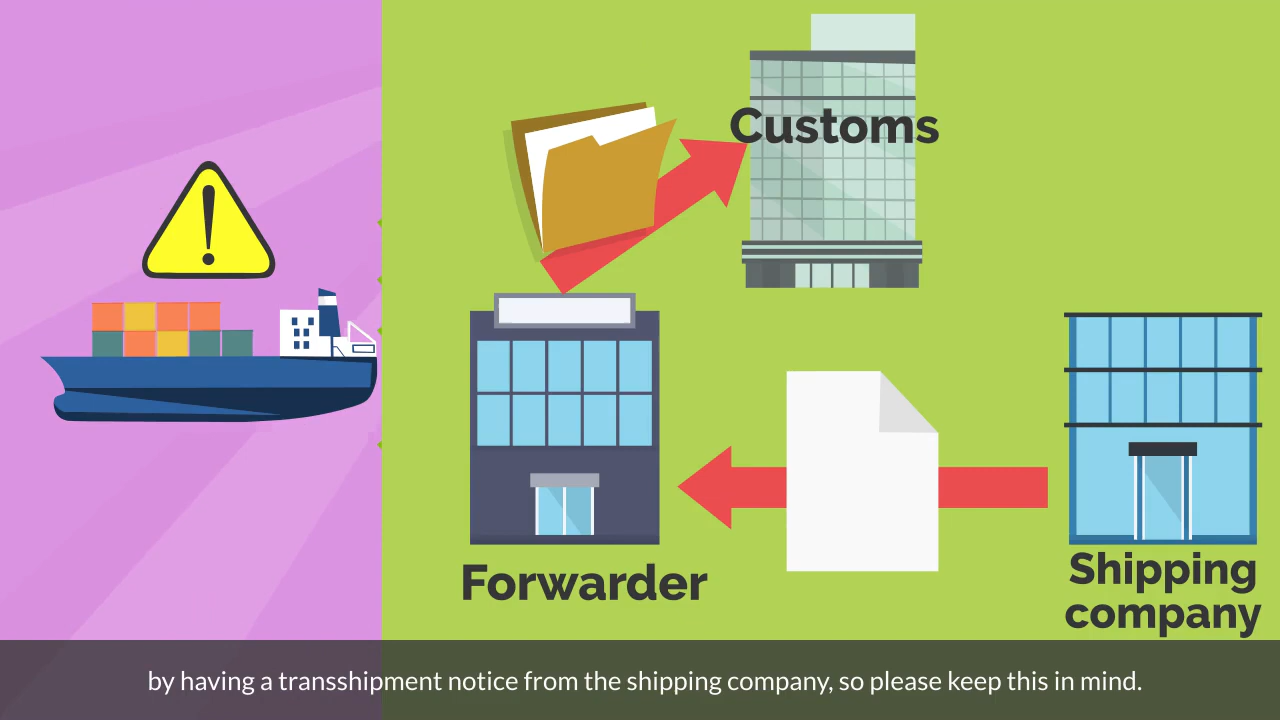 Customs
Forwarder
Shipping
company
by having a transshipment notice from the shipping company, so please keep this in mind.